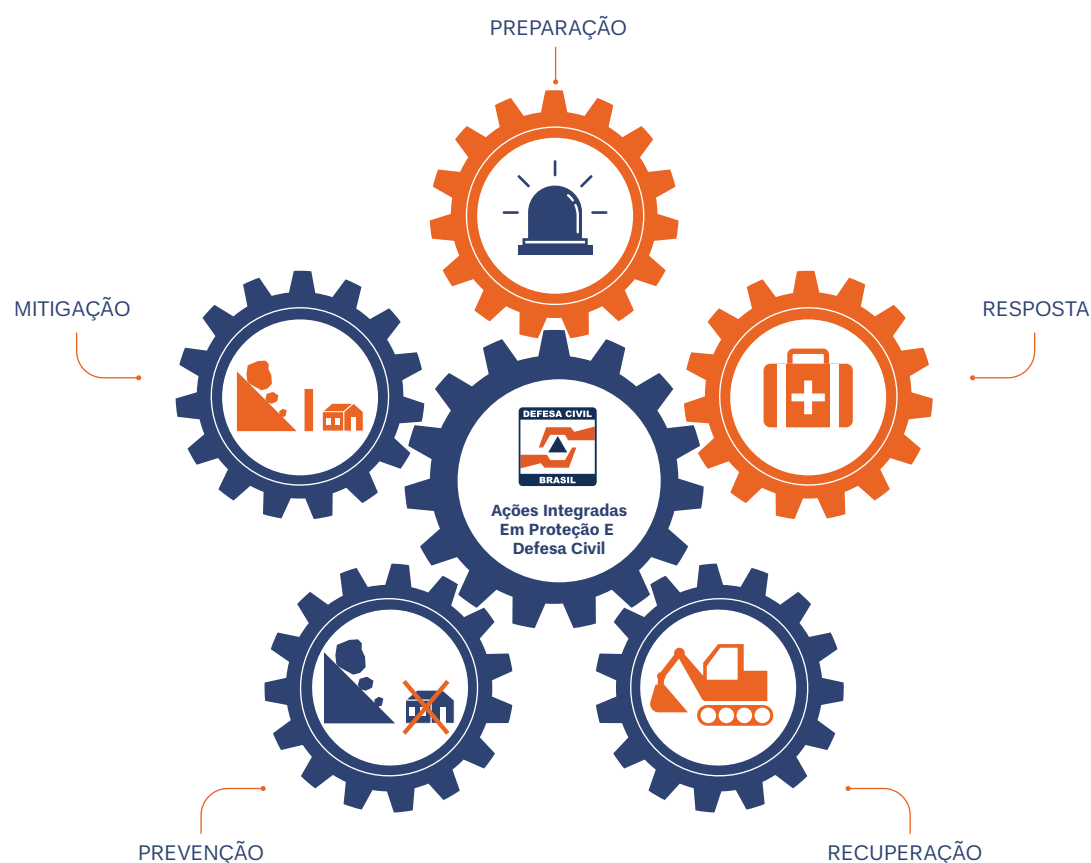 PREPARAÇÃO
MITIGAÇÃO
RESPOSTA
DEFESA CIVIL
BRASIL
Ações Integradas
Em Proteção E
Defesa Civil
PREVENÇÃO
RECUPERAÇÃO